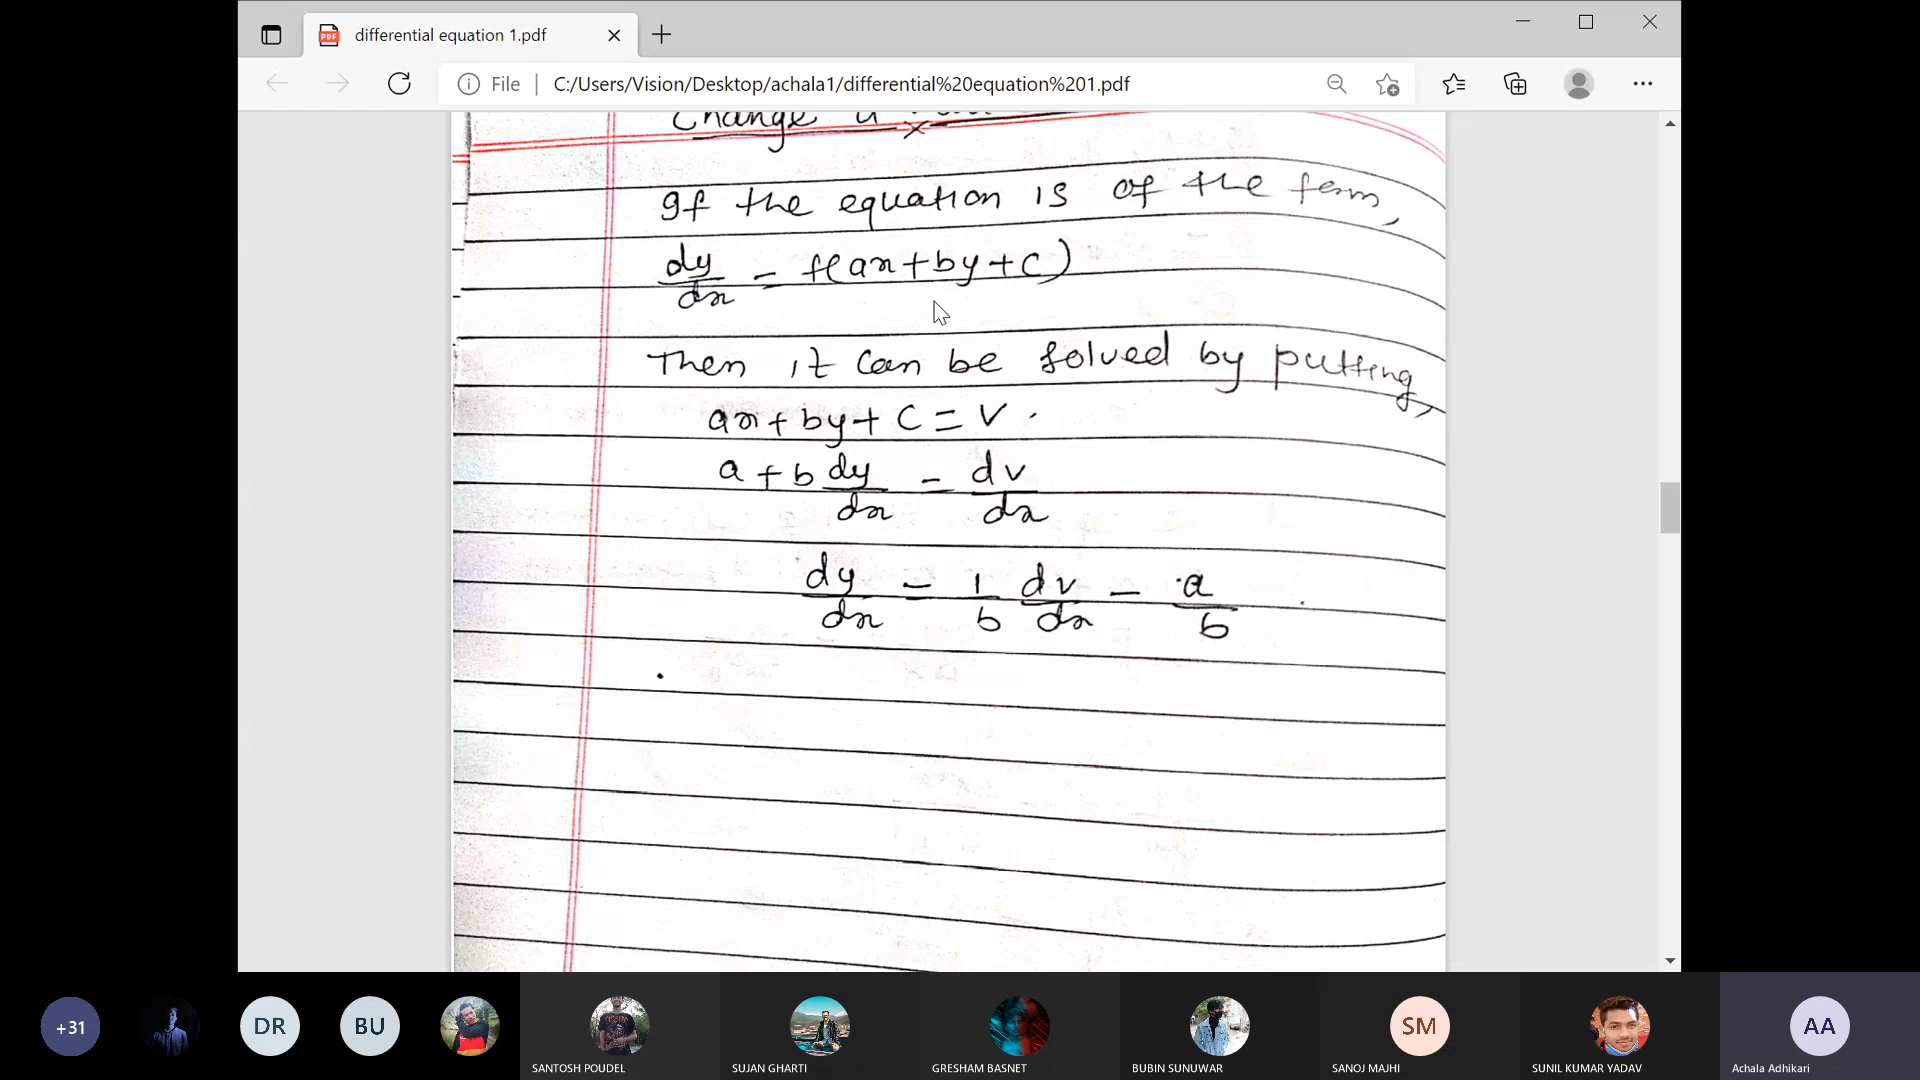 differential equation 1.pdf
File | C:/Users/Vision/Desktop/achala1/differential%20equation%201.pdf
Change
If the equation is of the form,
dy/dx = f(ax+by+c)
Then it can be solved by putting,
ax+by+c = v.
a + b dy/dx = dv/dx
dy/dx = 1/b dv/dx - a/b
+31
DR
BU
SANTOSH POUDEL
SUJAN GHARTI
GRESHAM BASNET
BUBIN SUNUWAR
SM
SANOJ MAJHI
SUNIL KUMAR YADAV
AA
Achala Adhikari